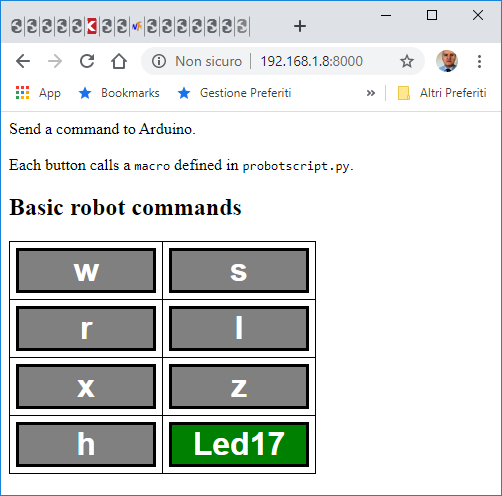 Non sicuro | 192.168.1.8:8000
App Bookmarks Gestione Preferiti » Altri Preferiti
Send a command to Arduino.
Each button calls a macro defined in probotscript.py.
Basic robot commands
w s
r l
x z
h Led17